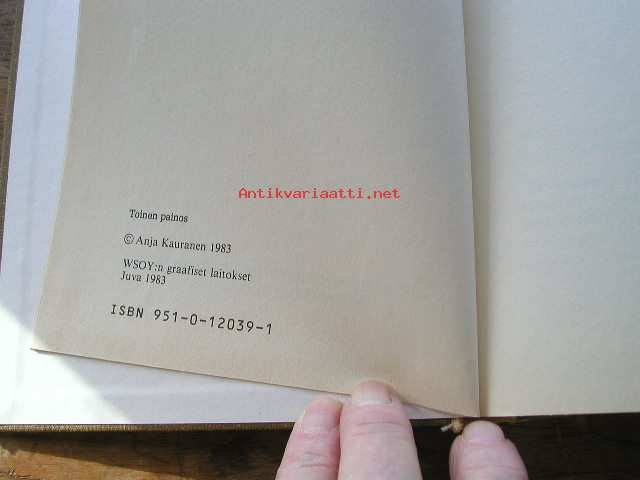 Antikvariaatti.net
Toinen painos
© Anja Kauranen 1983
WSOY:n graafiset laitokset
Juva 1983
ISBN 951-0-12039-1